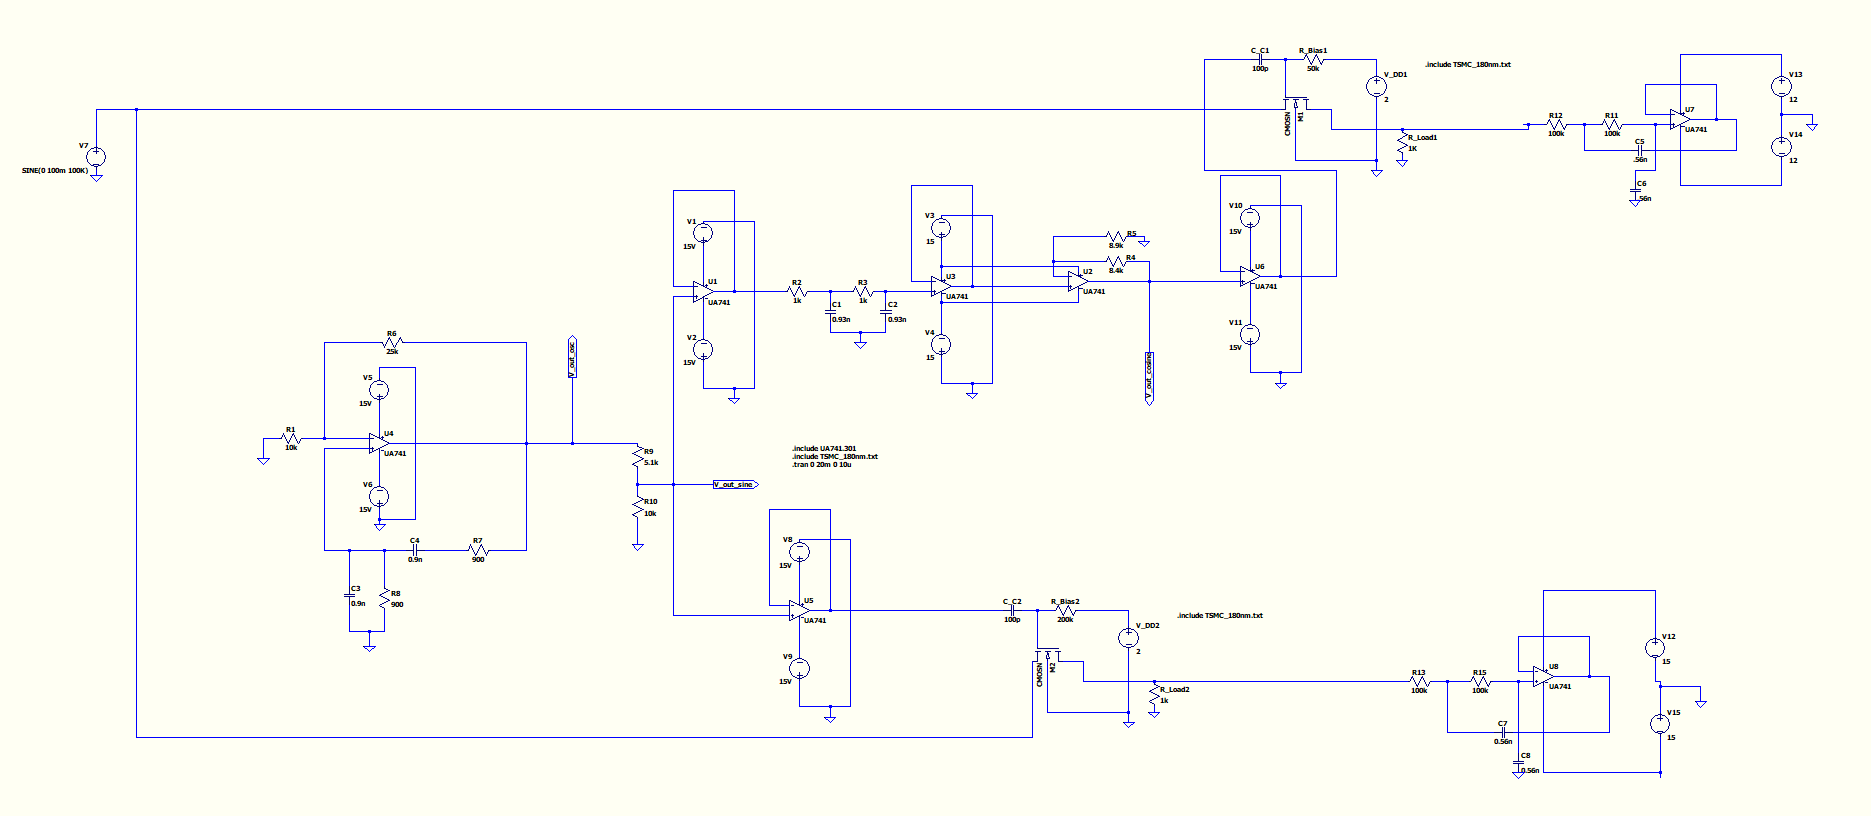 C_C1
100p
R_Bias1
50k
V_DD1
2
.include TSMC_180nm.txt
CMOSN
M1
R_Load1
1K
R12
100k
R11
100k
C5
.56n
C6
.56n
U7
UA741
V13
12
V14
12
V7
SINE(0 100m 100K)
V1
15V
U1
UA741
V2
15V
R2
1k
R3
1k
C1
0.93n
C2
0.93n
V3
15
U3
UA741
V4
15
R5
8.9k
R4
8.4k
U2
UA741
V10
15V
U6
UA741
V11
15V
V_out_cosine
R6
25k
V_out_osc
V5
15V
R1
10k
U4
UA741
V6
15V
C4
0.9n
R7
900
C3
0.9n
R8
900
R9
5.1k
R10
10k
V_out_sine
.include UA741.301
.include TSMC_180nm.txt
.tran 0 20m 0 10u
V8
15V
U5
UA741
V9
15V
C_C2
100p
R_Bias2
200k
V_DD2
2
.include TSMC_180nm.txt
CMOSN
M2
R_Load2
1k
R13
100k
R15
100k
C7
0.56n
C8
0.56n
U8
UA741
V12
15
V15
15